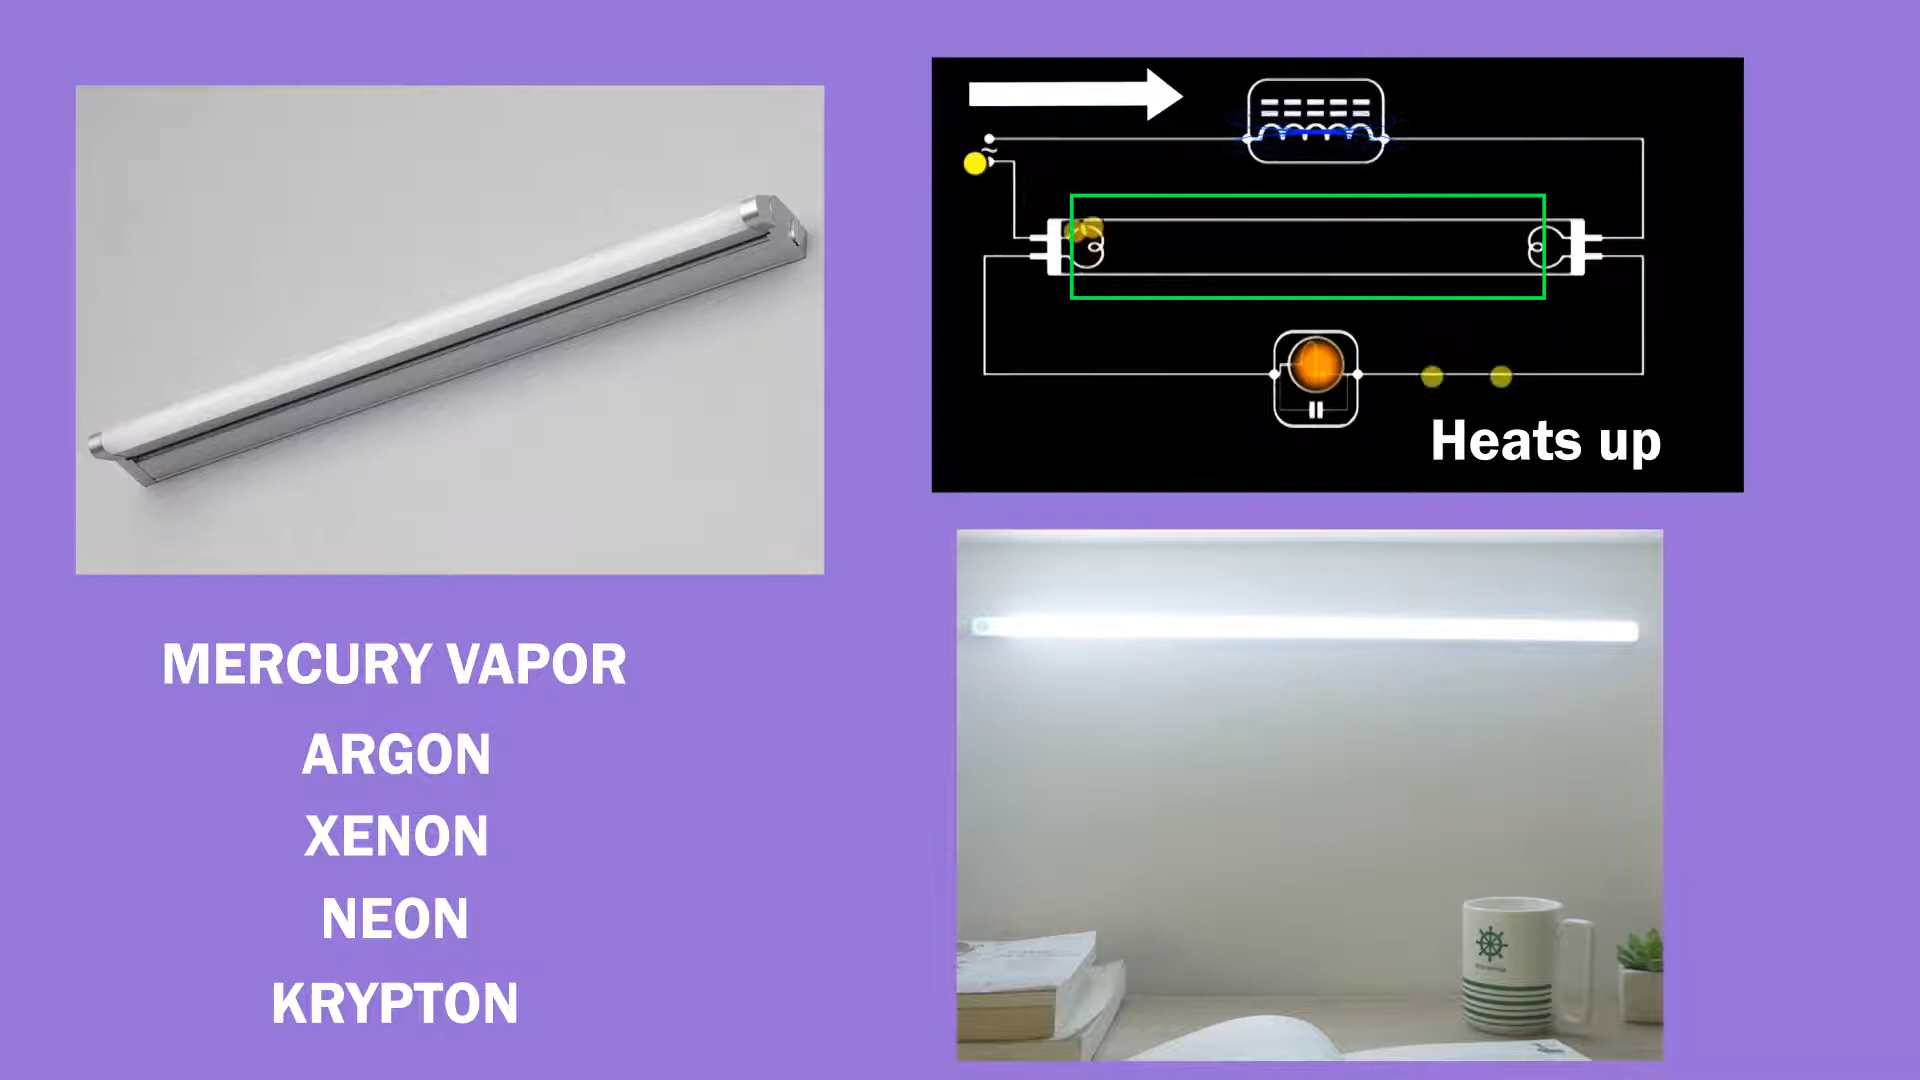 Heats up
MERCURY VAPOR
ARGON
XENON
NEON
KRYPTON